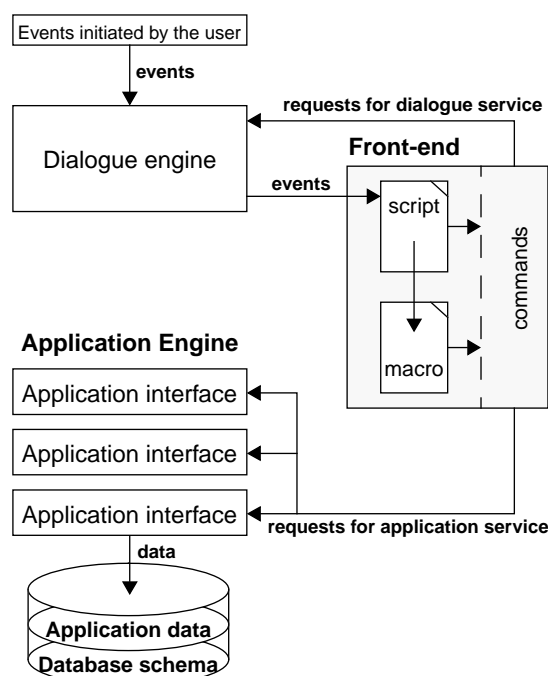 Events initiated by the user
events
requests for dialogue service
Dialogue engine
Front-end
events
script
commands
macro
Application Engine
Application interface
Application interface
Application interface
requests for application service
data
Application data
Database schema